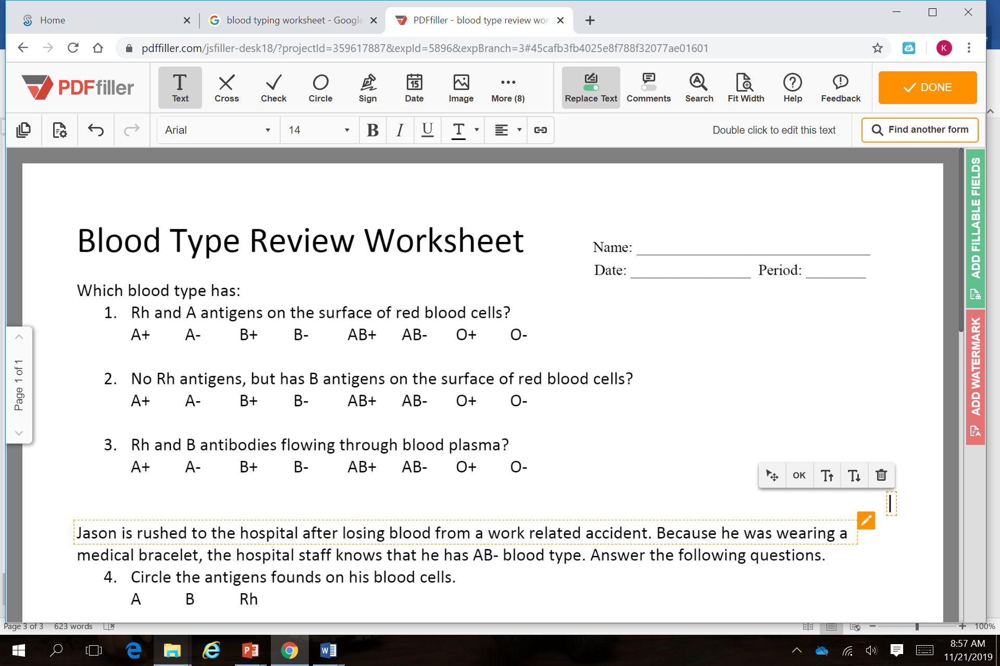 Home
blood typing worksheet - Google
PDFfiller - blood type review wor
pdffiller.com/jsfiller-desk18/?projectId=359617887&expId=5896&expBranch=3#45cafb3fb4025e8f788f32077ae01601
K
PDFfiller
Text
Cross
Check
Circle
15
Sign
Date
Image
More (8)
Replace Text
Comments
Search
Fit Width
Help
Feedback
DONE
Arial
14
B I U T
Double click to edit this text
Find another form
ADD FILLABLE FIELDS
ADD WATERMARK
Page 1 of 1
Blood Type Review Worksheet
Name: ________________________________
Date: ________________ Period: ________
Which blood type has:
1. Rh and A antigens on the surface of red blood cells?
A+ A- B+ B- AB+ AB- O+ O-
2. No Rh antigens, but has B antigens on the surface of red blood cells?
A+ A- B+ B- AB+ AB- O+ O-
3. Rh and B antibodies flowing through blood plasma?
A+ A- B+ B- AB+ AB- O+ O-
OK
Jason is rushed to the hospital after losing blood from a work related accident. Because he was wearing a
medical bracelet, the hospital staff knows that he has AB- blood type. Answer the following questions.
4. Circle the antigens founds on his blood cells.
A B Rh
Page 3 of 3 623 words
100%
8:57 AM
11/21/2019